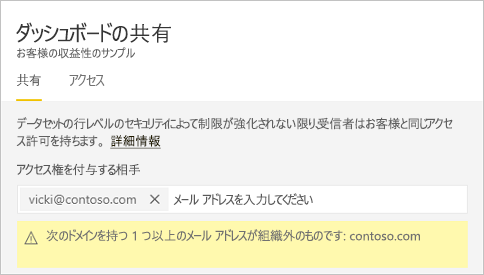 ダッシュボードの共有
お客様の収益性のサンプル
共有 アクセス
データセットの行レベルのセキュリティによって制限が強化されない限り､受信者はお客様と同じアクセ
ス許可を持ちます。 詳細情報
アクセス権を付与する相手
vicki@contoso.com × メール アドレスを入力してください
次のドメインを持つ 1 つ以上のメール アドレスが組織外のものです: contoso.com